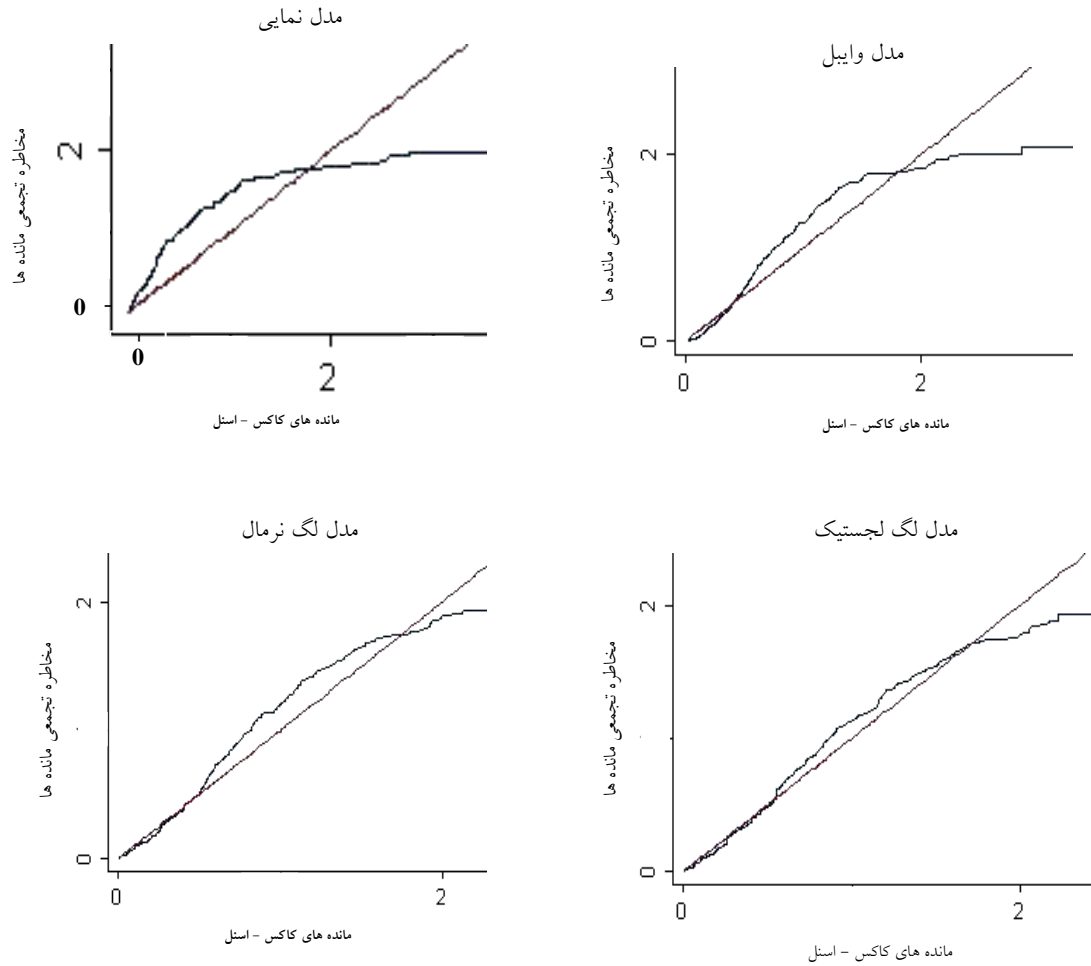 مدل نمایی
مخاطره تجمعی مانده ها
2
0
0
2
مانده های کاکس – اسنل
مدل وایبل
مخاطره تجمعی مانده ها
2
0
0
2
مانده های کاکس – اسنل
مدل لگ نرمال
مخاطره تجمعی مانده ها
2
0
0
2
مانده های کاکس – اسنل
مدل لگ لجستیک
مخاطره تجمعی مانده ها
2
0
0
2
مانده های کاکس – اسنل